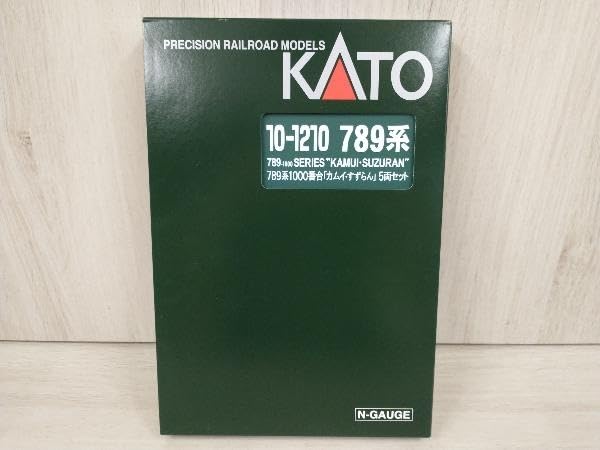 PRECISION RAILROAD MODELS
KATO
10-1210 789系
789-1000 SERIES "KAMUI・SUZURAN"
789系1000番台「カムイ・すずらん」5両セット
N-GAUGE